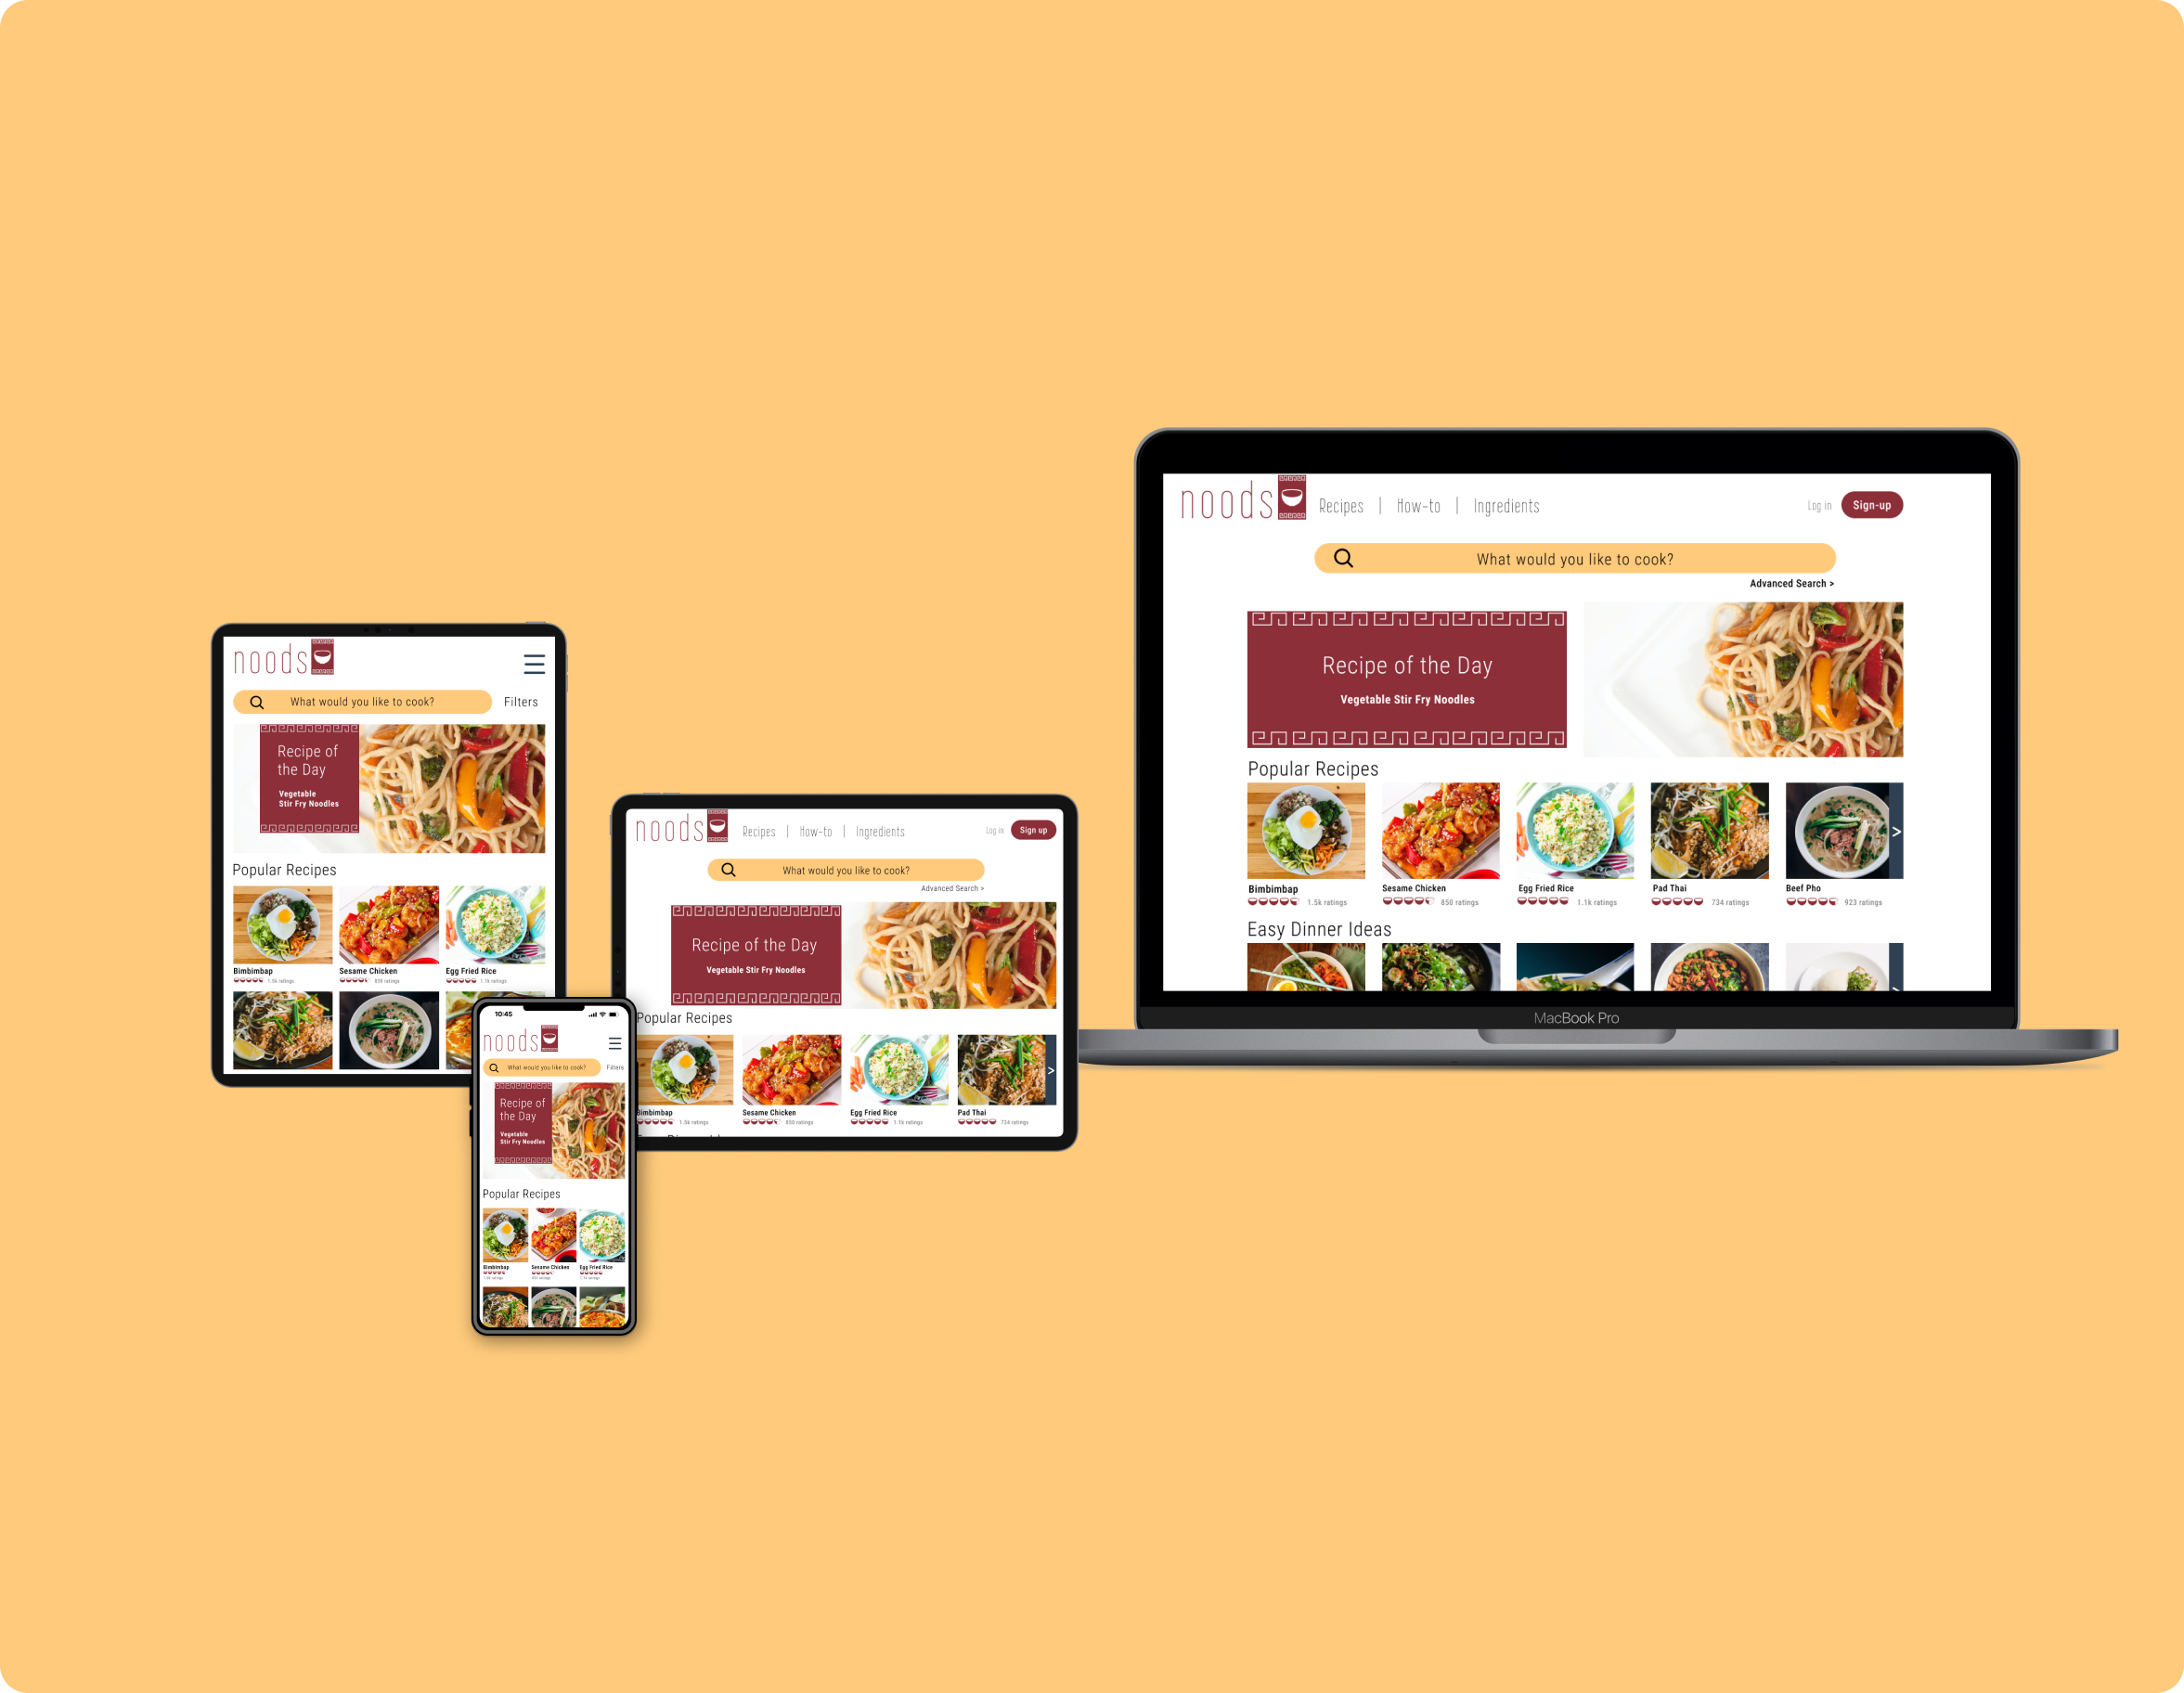 noods
What would you like to cook?
Filters
Recipe of
the Day
Vegetable
Stir Fry Noodles
Popular Recipes
Bimbimbap
Sesame Chicken
Egg Fried Rice
1.5k ratings
850 ratings
1.1k ratings
10:45
noods
What would you like to cook?
Filters
Recipe of
the Day
Vegetable
Stir Fry Noodles
Popular Recipes
Bimbimbap
Sesame Chicken
Egg Fried Rice
1.5k ratings
850 ratings
1.1k ratings
noods
Recipes | How-to | Ingredients
Log in
Sign up
What would you like to cook?
Advanced Search >
Recipe of the Day
Vegetable Stir Fry Noodles
Popular Recipes
>
Bimbimbap
Sesame Chicken
Egg Fried Rice
Pad Thai
1.5k ratings
850 ratings
1.1k ratings
734 ratings
noods
Recipes | How-to | Ingredients
Log in
Sign-up
What would you like to cook?
Advanced Search >
Recipe of the Day
Vegetable Stir Fry Noodles
Popular Recipes
>
Bimbimbap
Sesame Chicken
Egg Fried Rice
Pad Thai
Beef Pho
1.5k ratings
850 ratings
1.1k ratings
734 ratings
923 ratings
Easy Dinner Ideas
MacBook Pro